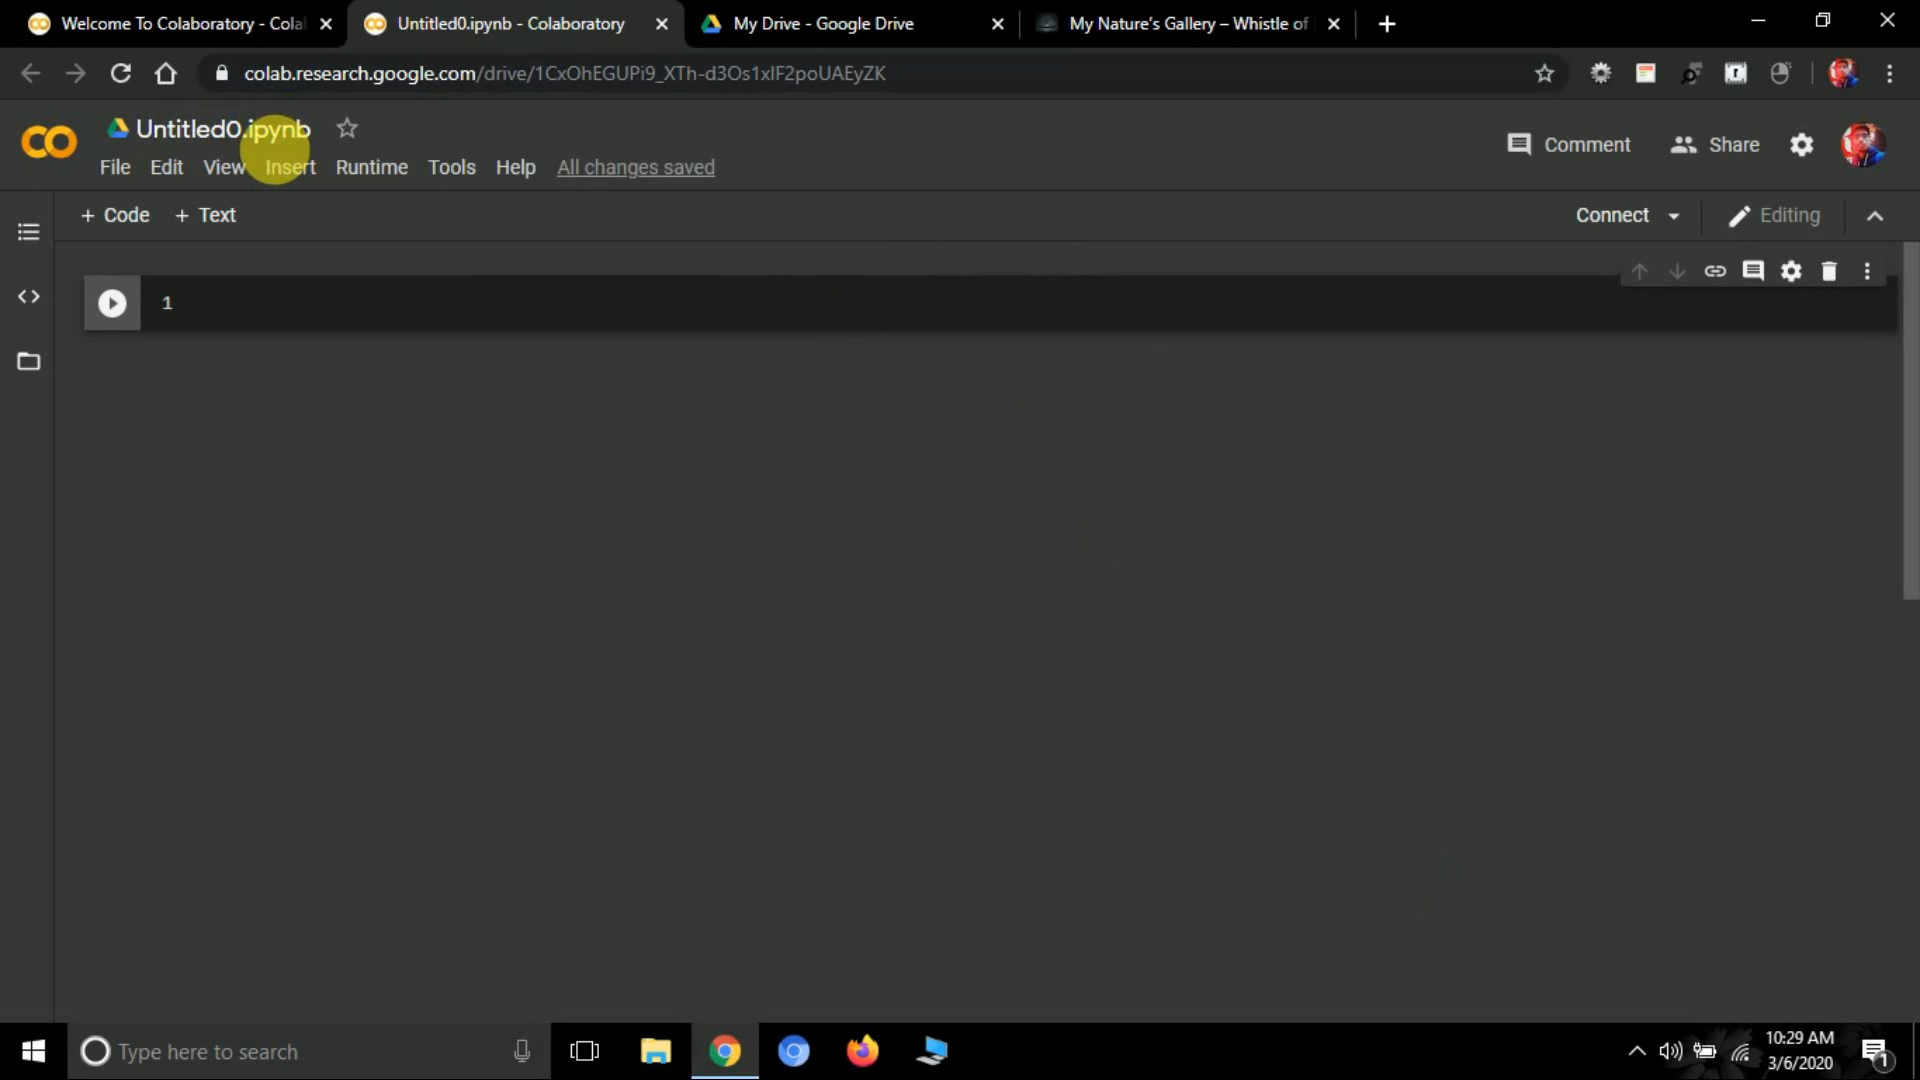 Welcome To Colaboratory - Cola
Untitled0.ipynb - Colaboratory
My Drive - Google Drive
My Nature's Gallery – Whistle of
colab.research.google.com/drive/1CxOhEGUPi9_XTh-d3Os1xIF2poUAEyZK
Untitled0.ipynb
Comment
Share
File Edit View Insert Runtime Tools Help All changes saved
+ Code + Text
Connect
Editing
1
Type here to search
10:29 AM
3/6/2020
1